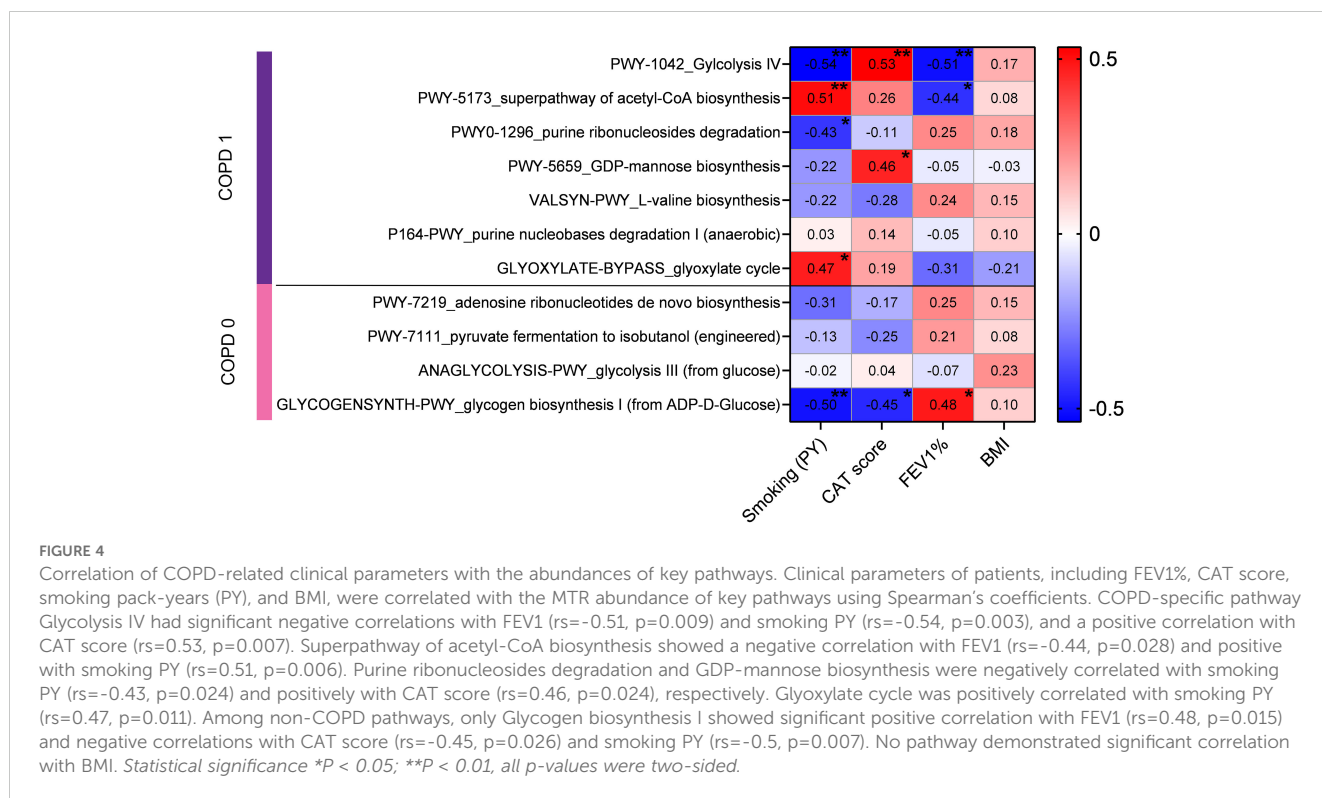 COPD 1
COPD 0
PWY-1042_Gylcolysis IV -0.54** 0.53** -0.51** 0.17
PWY-5173_superpathway of acetyl-CoA biosynthesis 0.51** 0.26 -0.44* 0.08
PWY0-1296_purine ribonucleosides degradation -0.43* -0.11 0.25 0.18
PWY-5659_GDP-mannose biosynthesis -0.22 0.46* -0.05 -0.03
VALSYN-PWY_L-valine biosynthesis -0.22 -0.28 0.24 0.15
P164-PWY_purine nucleobases degradation I (anaerobic) 0.03 0.14 -0.05 0.10
GLYOXYLATE-BYPASS_glyoxylate cycle 0.47* 0.19 -0.31 -0.21
PWY-7219_adenosine ribonucleotides de novo biosynthesis -0.31 -0.17 0.25 0.15
PWY-7111_pyruvate fermentation to isobutanol (engineered) -0.13 -0.25 0.21 0.08
ANAGLYCOLYSIS-PWY_glycolysis III (from glucose) -0.02 0.04 -0.07 0.23
GLYCOGENSYNTH-PWY_glycogen biosynthesis I (from ADP-D-Glucose) -0.50** -0.45* 0.48* 0.10
Smoking (PY) CAT score FEV1% BMI
0.5
0
-0.5
FIGURE 4
Correlation of COPD-related clinical parameters with the abundances of key pathways. Clinical parameters of patients, including FEV1%, CAT score,
smoking pack-years (PY), and BMI, were correlated with the MTR abundance of key pathways using Spearman's coefficients. COPD-specific pathway
Glycolysis IV had significant negative correlations with FEV1 (rs=-0.51, p=0.009) and smoking PY (rs=-0.54, p=0.003), and a positive correlation with
CAT score (rs=0.53, p=0.007). Superpathway of acetyl-CoA biosynthesis showed a negative correlation with FEV1 (rs=-0.44, p=0.028) and positive
with smoking PY (rs=0.51, p=0.006). Purine ribonucleosides degradation and GDP-mannose biosynthesis were negatively correlated with smoking
PY (rs=-0.43, p=0.024) and positively with CAT score (rs=0.46, p=0.024), respectively. Glyoxylate cycle was positively correlated with smoking PY
(rs=0.47, p=0.011). Among non-COPD pathways, only Glycogen biosynthesis I showed significant positive correlation with FEV1 (rs=0.48, p=0.015)
and negative correlations with CAT score (rs=-0.45, p=0.026) and smoking PY (rs=-0.5, p=0.007). No pathway demonstrated significant correlation
with BMI. Statistical significance *P < 0.05; **P < 0.01, all p-values were two-sided.